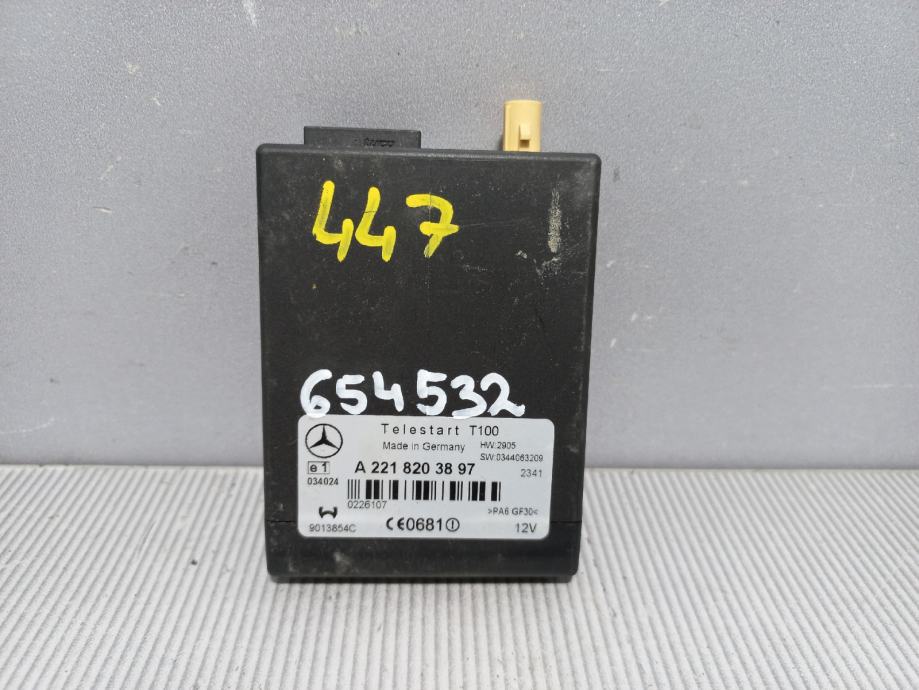 447
654532
Telestart T100
Made in Germany HW:2905
SW:0344063209
e1 A 221 820 38 97 2341
034024
0226107 >PA6 GF30<
9013854C CE0681 12V